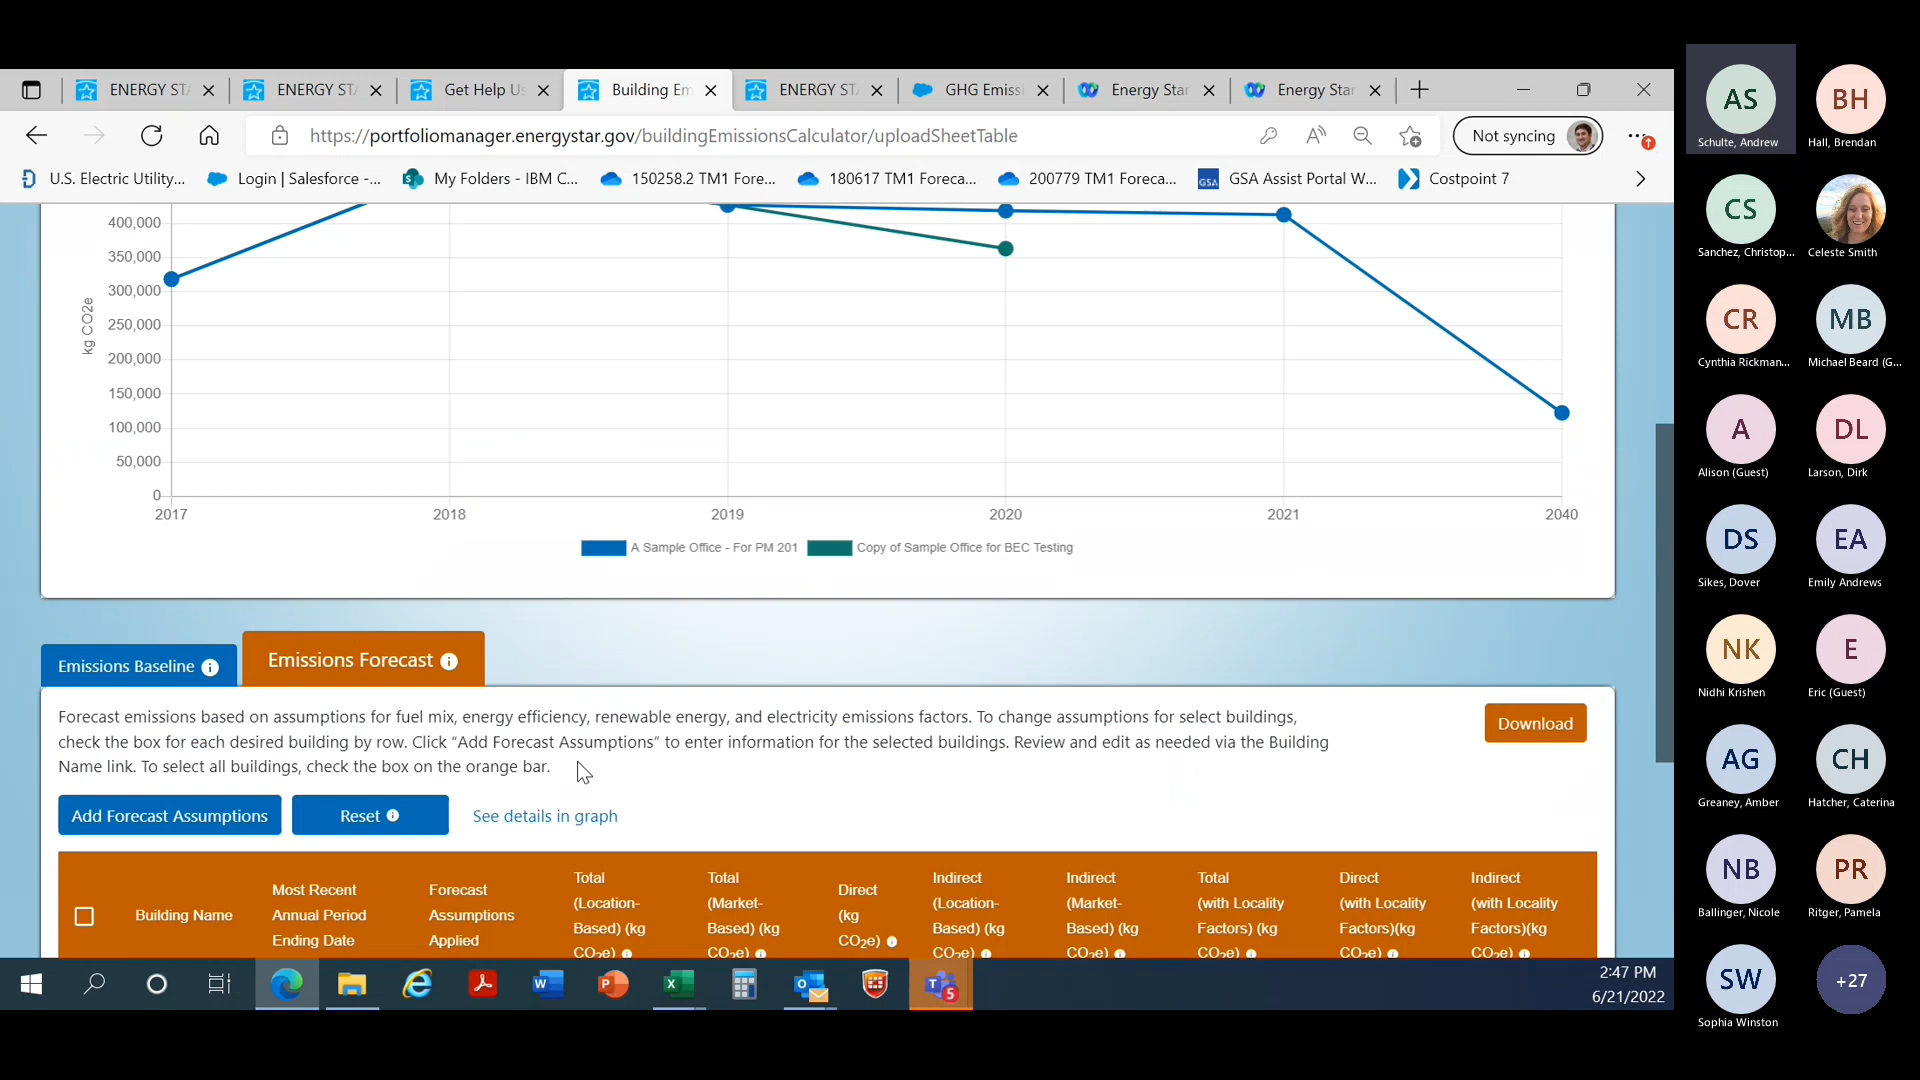 ENERGY STA
ENERGY STA
Get Help Us
Building Em
ENERGY STA
GHG Emissi
Energy Star
Energy Star
https://portfoliomanager.energystar.gov/buildingEmissionsCalculator/uploadSheetTable
Not syncing
U.S. Electric Utility...
Login | Salesforce -...
My Folders - IBM C...
150258.2 TM1 Fore...
180617 TM1 Foreca...
200779 TM1 Foreca...
GSA
GSA Assist Portal W...
Costpoint 7
400,000
350,000
300,000
250,000
200,000
150,000
100,000
50,000
0
kg CO2e
2017
2018
2019
2020
2021
2040
A Sample Office - For PM 201
Copy of Sample Office for BEC Testing
Emissions Baseline
Emissions Forecast
Forecast emissions based on assumptions for fuel mix, energy efficiency, renewable energy, and electricity emissions factors. To change assumptions for select buildings,
check the box for each desired building by row. Click “Add Forecast Assumptions” to enter information for the selected buildings. Review and edit as needed via the Building
Name link. To select all buildings, check the box on the orange bar.
Download
Add Forecast Assumptions
Reset
See details in graph
Building Name
Most Recent
Annual Period
Ending Date
Forecast
Assumptions
Applied
Total
(Location-
Based) (kg
CO2e)
Total
(Market-
Based) (kg
CO2e)
Direct
(kg
CO2e)
Indirect
(Location-
Based) (kg
CO2e)
Indirect
(Market-
Based) (kg
CO2e)
Total
(with Locality
Factors) (kg
CO2e)
Direct
(with Locality
Factors)(kg
CO2e)
Indirect
(with Locality
Factors)(kg
CO2e)
5
2:47 PM
6/21/2022
AS
Schulte, Andrew
BH
Hall, Brendan
CS
Sanchez, Christop...
Celeste Smith
CR
Cynthia Rickman...
MB
Michael Beard (G...
A
Alison (Guest)
DL
Larson, Dirk
DS
Sikes, Dover
EA
Emily Andrews
NK
Nidhi Krishen
E
Eric (Guest)
AG
Greaney, Amber
CH
Hatcher, Caterina
NB
Ballinger, Nicole
PR
Ritger, Pamela
SW
Sophia Winston
+27